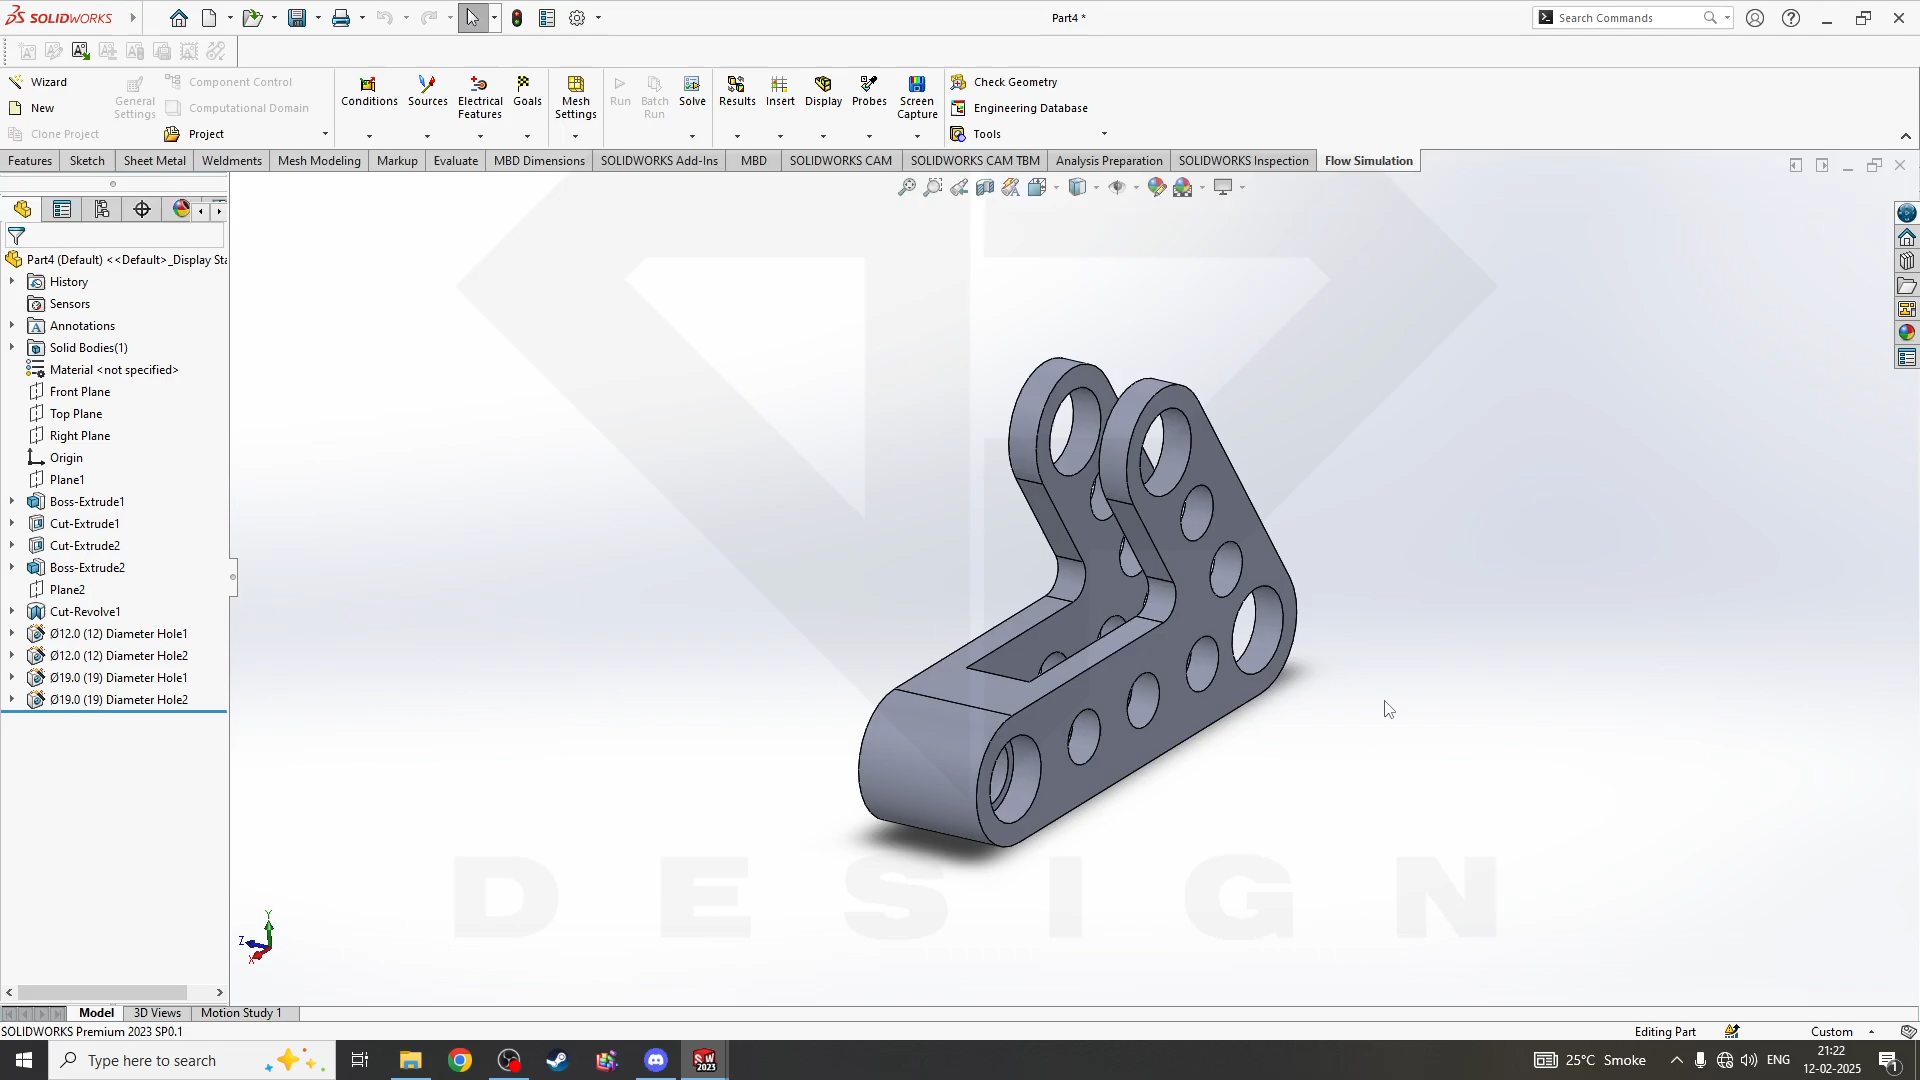 SOLIDWORKS
Part4 *
Search Commands
Wizard
New
Clone Project
General Settings
Component Control
Computational Domain
Project
Conditions
Sources
Electrical Features
Goals
Mesh Settings
Run
Batch Run
Solve
Results
Insert
Display
Probes
Screen Capture
Check Geometry
Engineering Database
Tools
Features
Sketch
Sheet Metal
Weldments
Mesh Modeling
Markup
Evaluate
MBD Dimensions
SOLIDWORKS Add-Ins
MBD
SOLIDWORKS CAM
SOLIDWORKS CAM TBM
Analysis Preparation
SOLIDWORKS Inspection
Flow Simulation
Part4 (Default) <<Default>_Display Sta
History
Sensors
Annotations
Solid Bodies(1)
Material <not specified>
Front Plane
Top Plane
Right Plane
Origin
Plane1
Boss-Extrude1
Cut-Extrude1
Cut-Extrude2
Boss-Extrude2
Plane2
Cut-Revolve1
Ø12.0 (12) Diameter Hole1
Ø12.0 (12) Diameter Hole2
Ø19.0 (19) Diameter Hole1
Ø19.0 (19) Diameter Hole2
DESIGN
Y
Z
X
Model
3D Views
Motion Study 1
SOLIDWORKS Premium 2023 SP0.1
Editing Part
Custom
Type here to search
SW
2023
25°C Smoke
ENG
21:22
12-02-2025
1